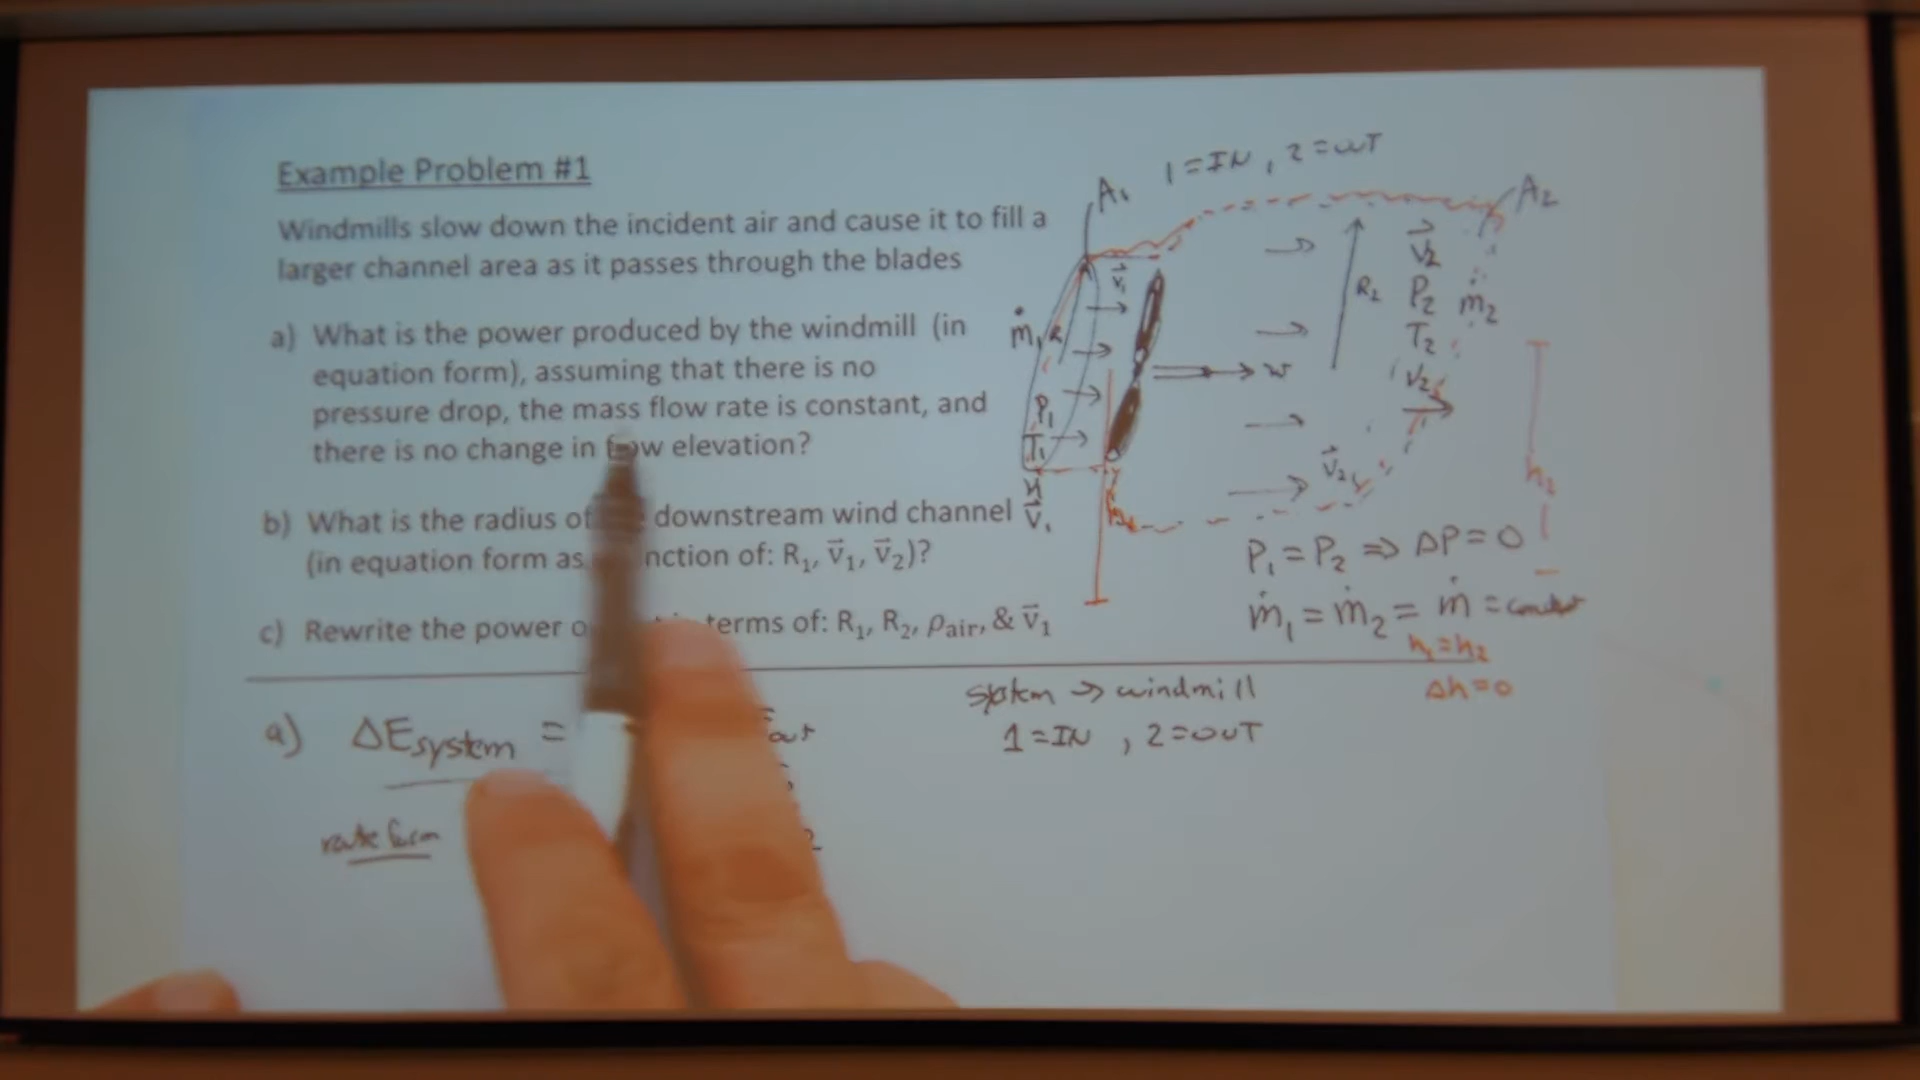 Example Problem #1
Windmills slow down the incident air and cause it to fill a
larger channel area as it passes through the blades
a) What is the power produced by the windmill (in
equation form), assuming that there is no
pressure drop, the mass flow rate is constant, and
there is no change in flow elevation?
b) What is the radius of downstream wind channel
(in equation form as nction of: R₁, v⃗₁, v⃗₂)?
c) Rewrite the power o terms of: R₁, R₂, ρair, & v⃗₁
1=IN, 2=OUT
A₁
A₂
v⃗₁
ṁ₁
P₁
T₁
v⃗₁
R₂
v⃗₂
P₂
ṁ₂
T₂
V₂
v⃗₂
P₁ = P₂ ⇒ ΔP = 0
ṁ₁ = ṁ₂ = ṁ = constant
h₁=h₂
Δh=0
a) ΔEsystem = out
rate form
system → windmill
1=IN, 2=OUT